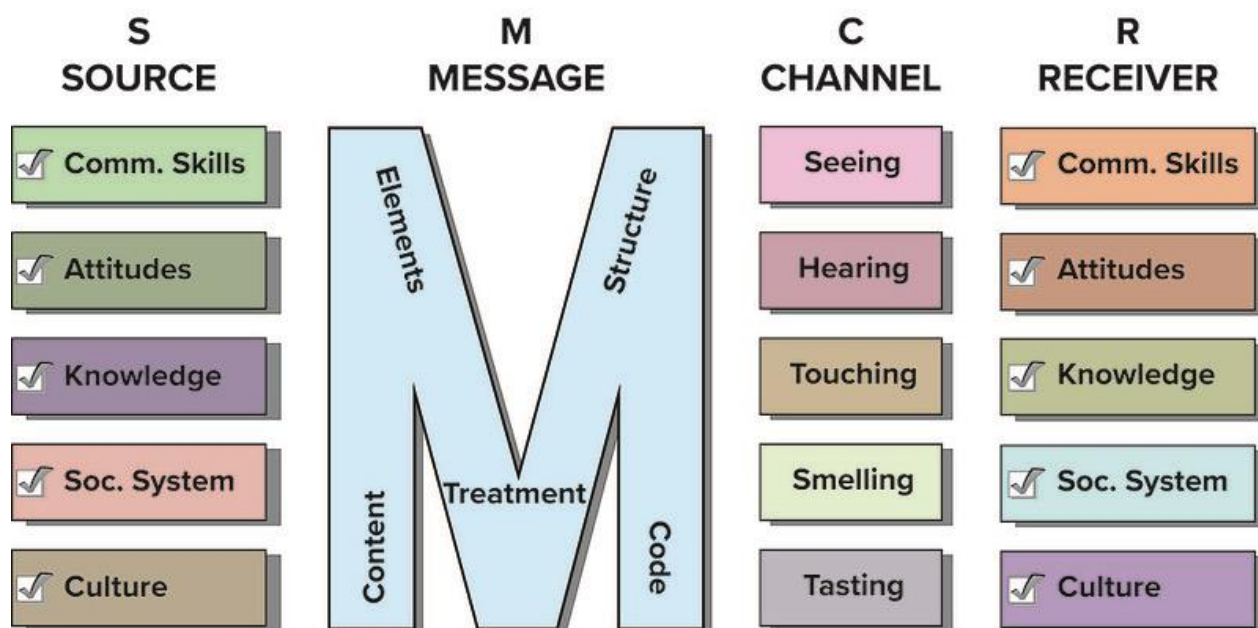 S
SOURCE
Comm. Skills
Attitudes
Knowledge
Soc. System
Culture
M
MESSAGE
Elements
Structure
Treatment
Content
Code
C
CHANNEL
Seeing
Hearing
Touching
Smelling
Tasting
R
RECEIVER
Comm. Skills
Attitudes
Knowledge
Soc. System
Culture